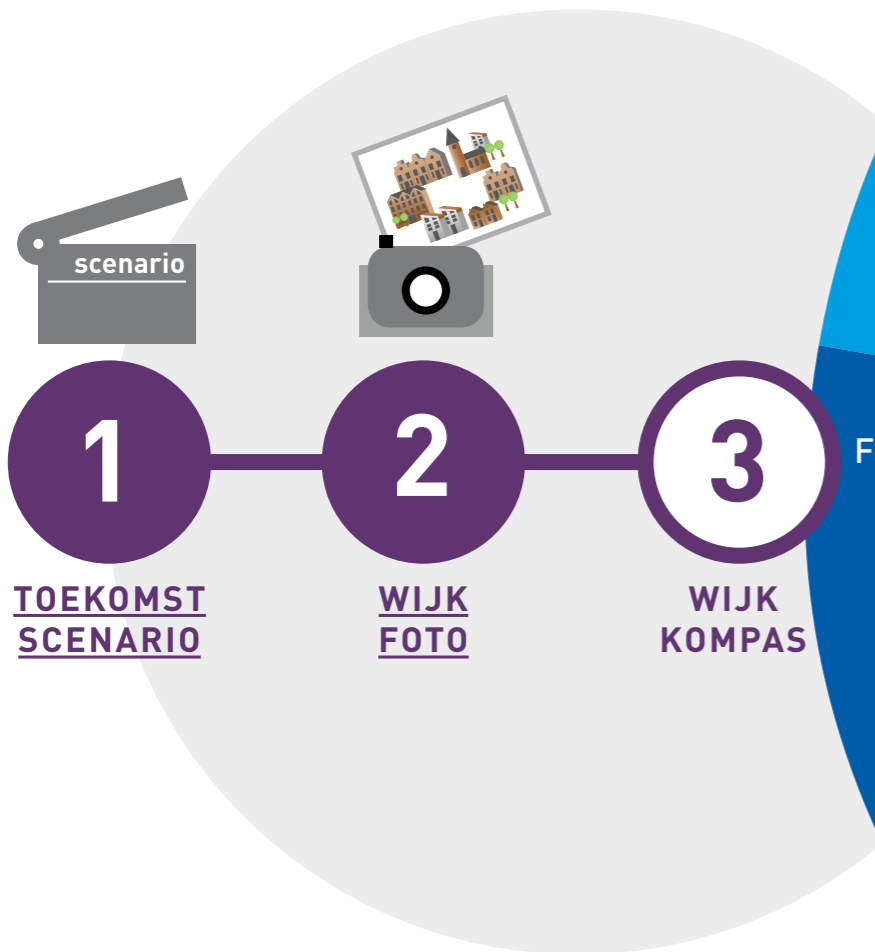 scenario
1
2
3
F
TOEKOMST
SCENARIO
WIJK
FOTO
WIJK
KOMPAS